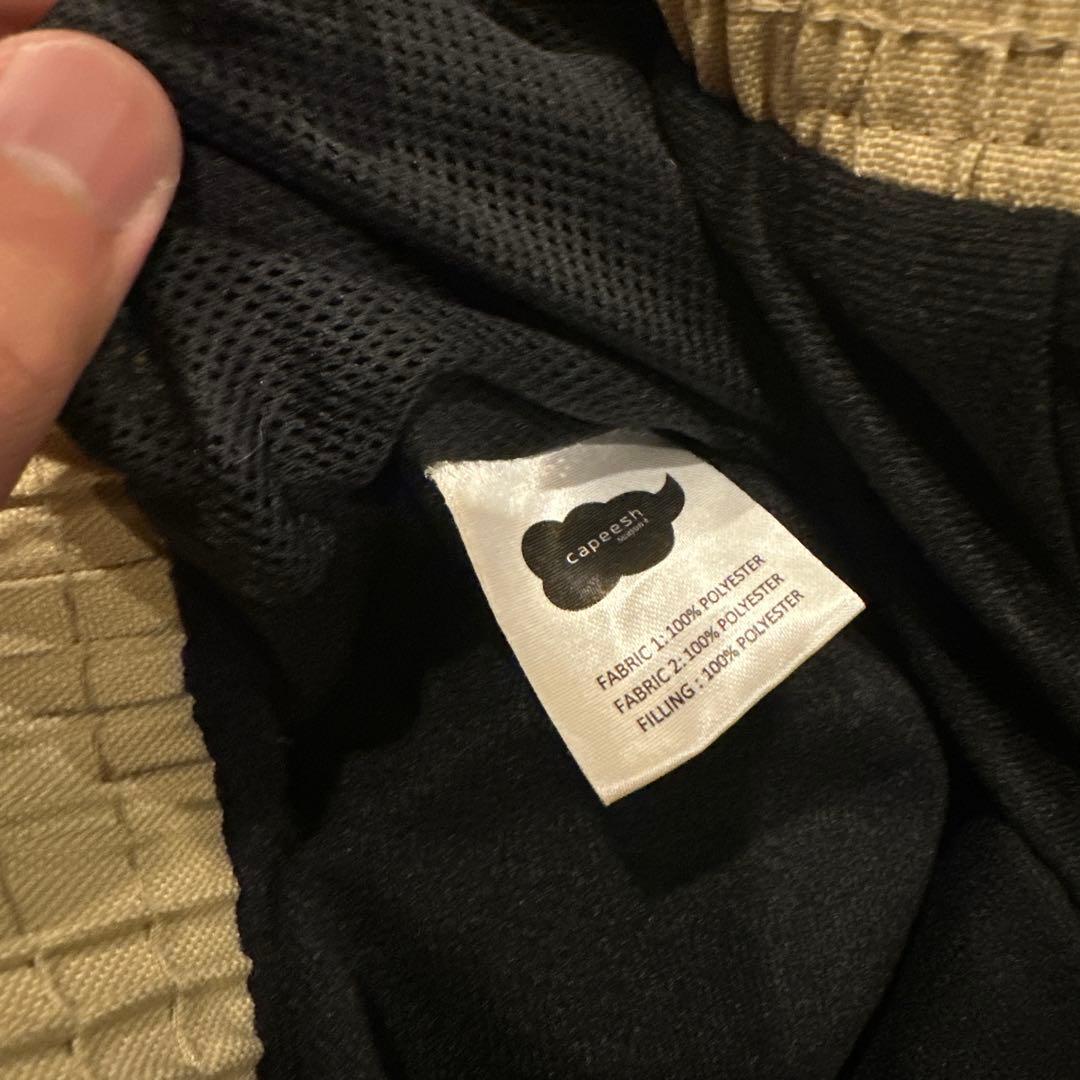 capeesh
FABRIC 1: 100% POLYESTER
FABRIC 2: 100% POLYESTER
FILLING : 100% POLYESTER